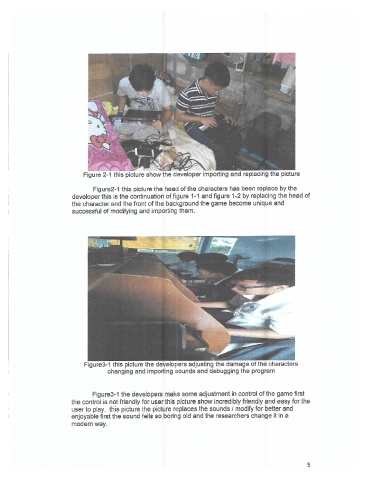 Figure 2-1 this picture show the developer importing and replacing the picture
Figure2-1 this picture the head of the characters has been replace by the
developer this is the continuation of figure 1-1 and figure 1-2 by replacing the head of
the character and the front of the background the game become unique and
successful of modifying and importing them.
Figure3-1 this picture the developers adjusting the damage of the characters
changing and importing sounds and debugging the program
Figure3-1 the developers make some adjustment in control of the game first
the control is not friendly for user this picture show incredibly friendly and easy for the
user to play. this picture the picture replaces the sounds / modify for better and
enjoyable first the sound fells so boring old and the researchers change it in a
modern way.
5